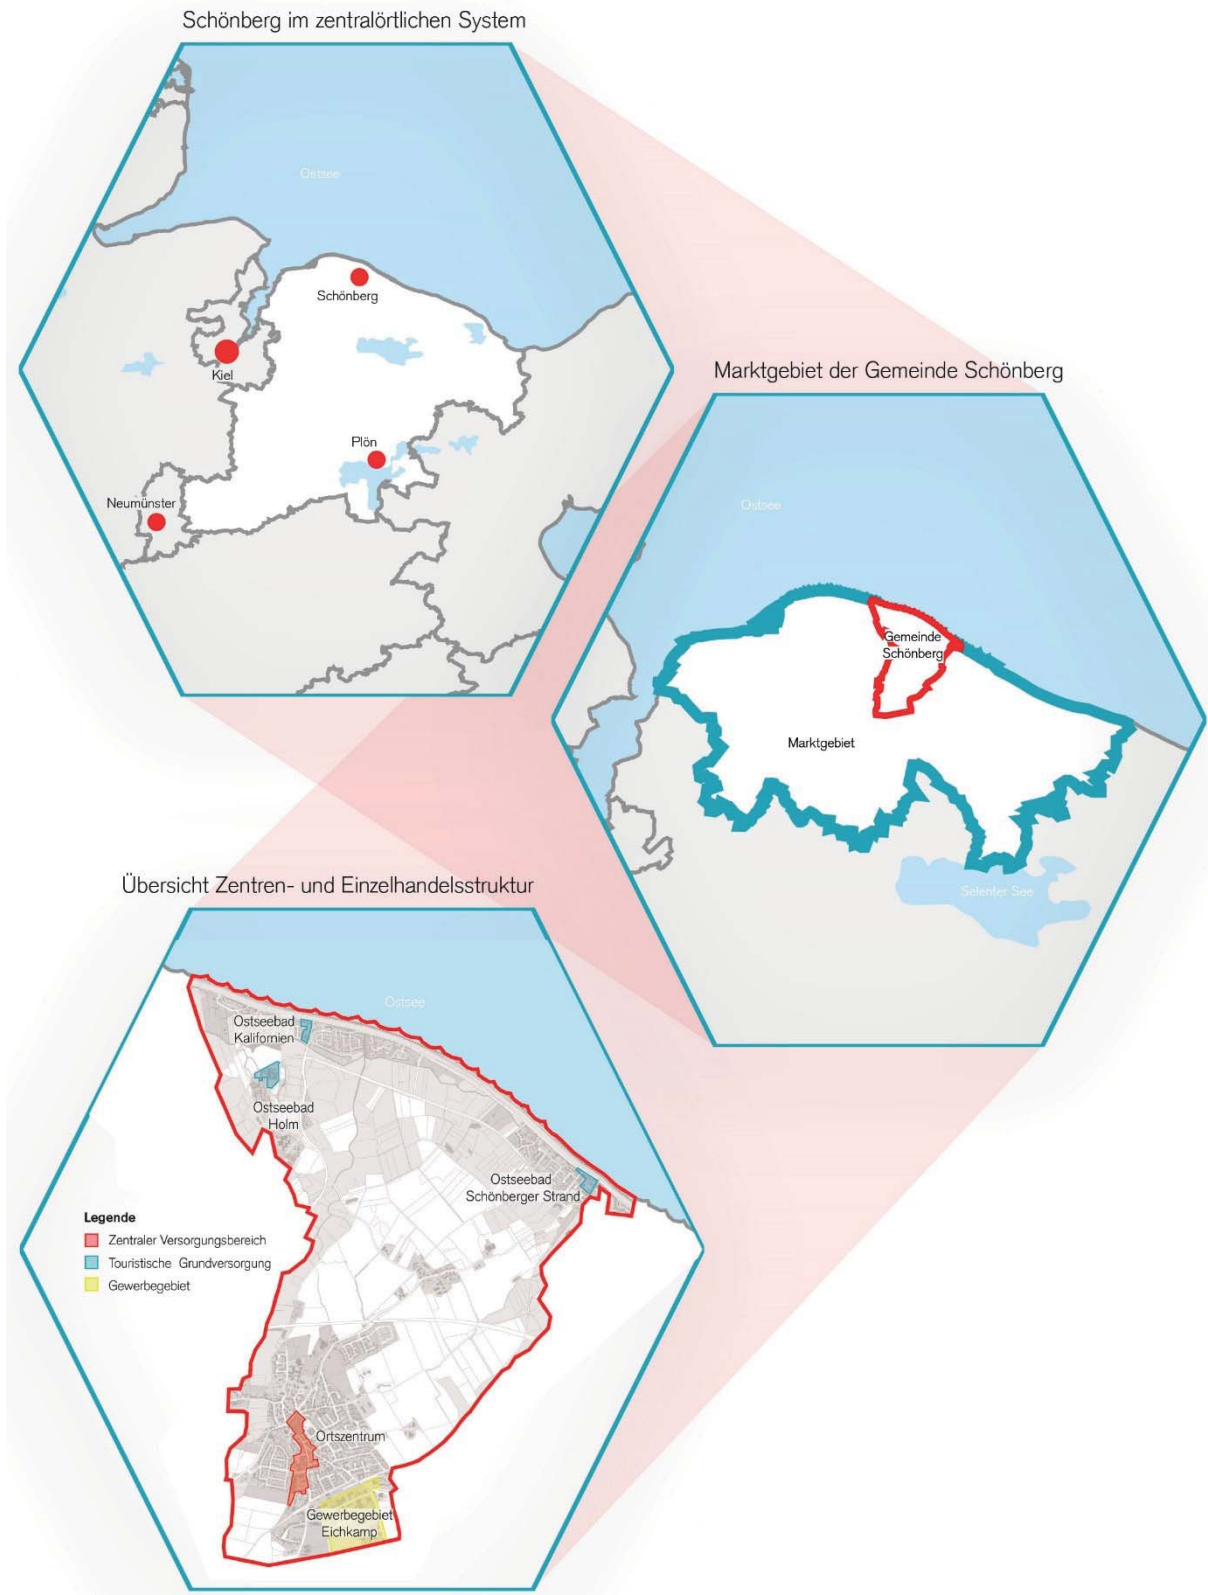 Schönberg im zentralörtlichen System
Ostsee
Schönberg
Kiel
Plön
Neumünster
Marktgebiet der Gemeinde Schönberg
Ostsee
Gemeinde
Schönberg
Marktgebiet
Selenter See
Übersicht Zentren- und Einzelhandelsstruktur
Ostsee
Ostseebad
Kalifornien
Ostseebad
Holm
Ostseebad
Schönberger Strand
Legende
Zentraler Versorgungsbereich
Touristische Grundversorgung
Gewerbegebiet
Ortszentrum
Gewerbegebiet
Eichkamp